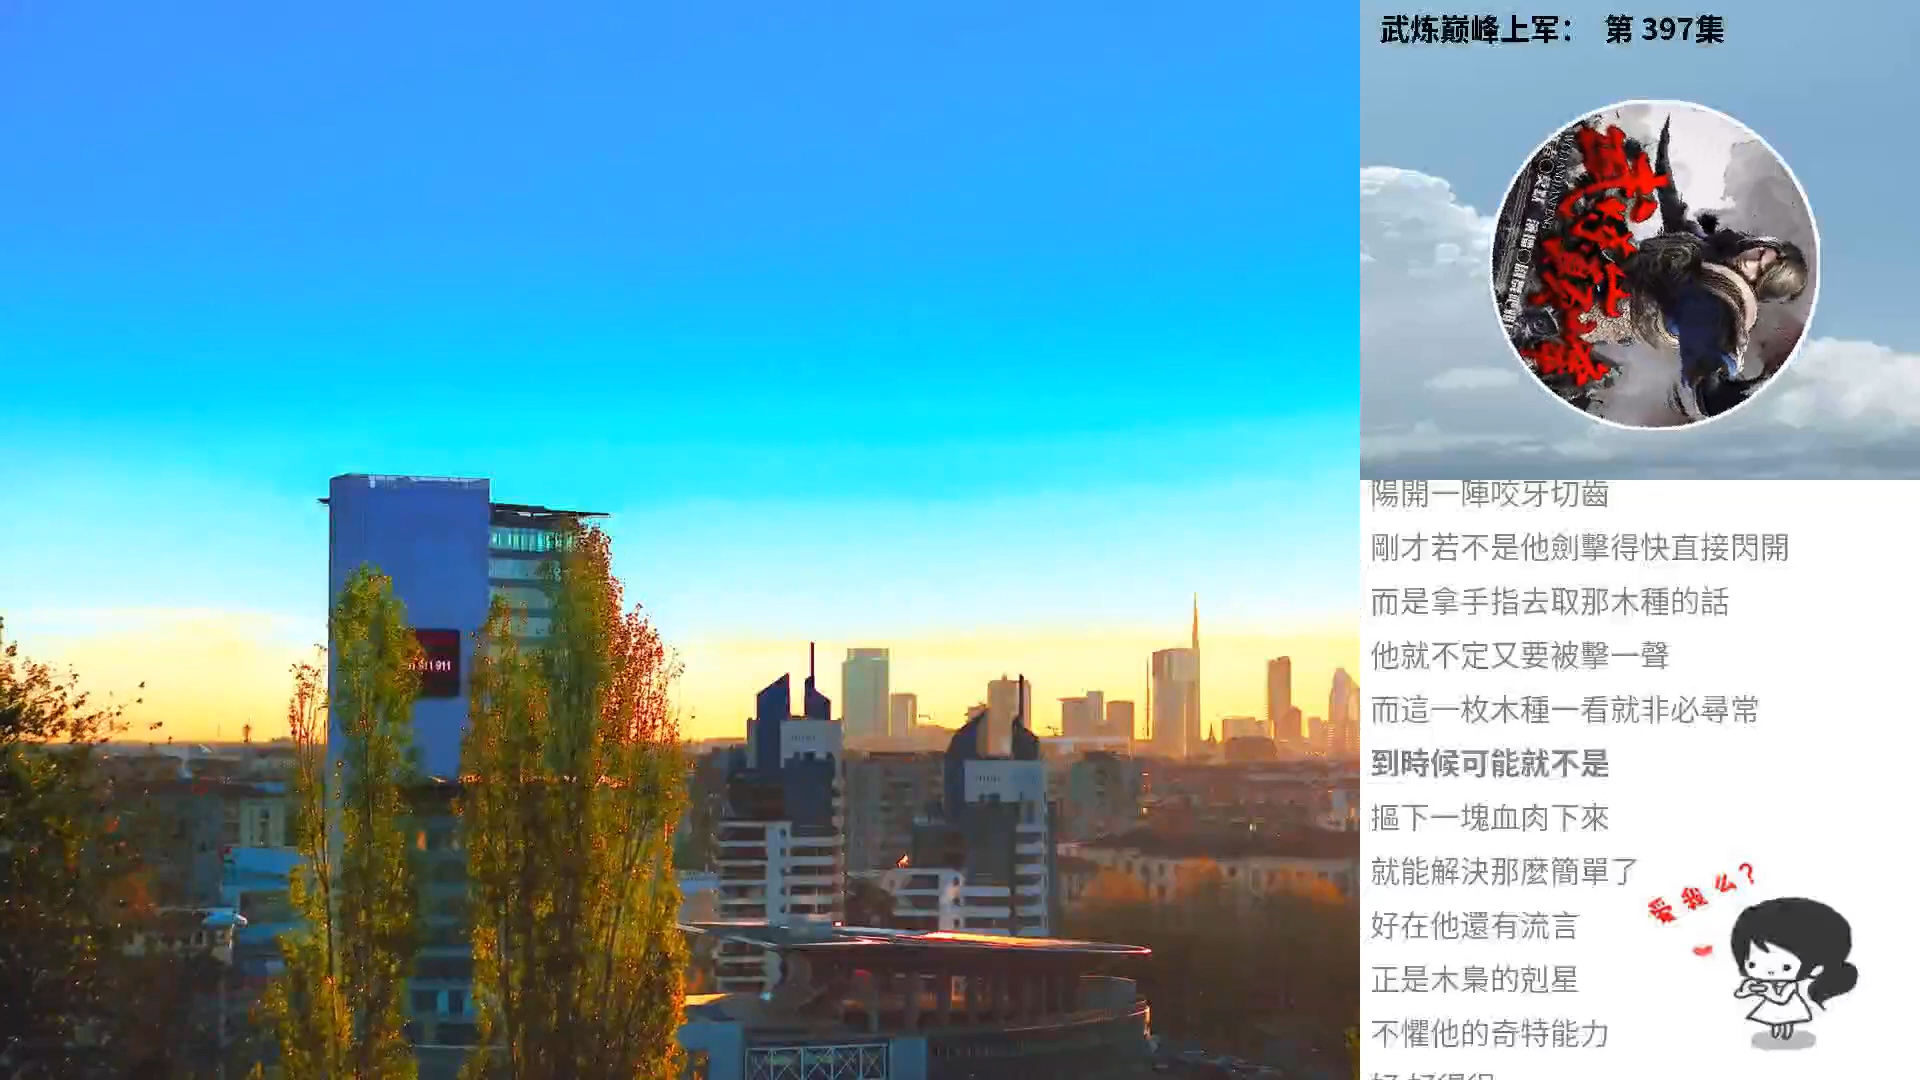 武炼巅峰上军： 第 397集
911 911
陽開一陣咬牙切齒
剛才若不是他劍擊得快直接閃開
而是拿手指去取那木種的話
他就不定又要被擊一聲
而這一枚木種一看就非必尋常
到時候可能就不是
摳下一塊血肉下來
就能解決那麼簡單了
愛我么?
好在他還有流言
正是木梟的剋星
不懼他的奇特能力